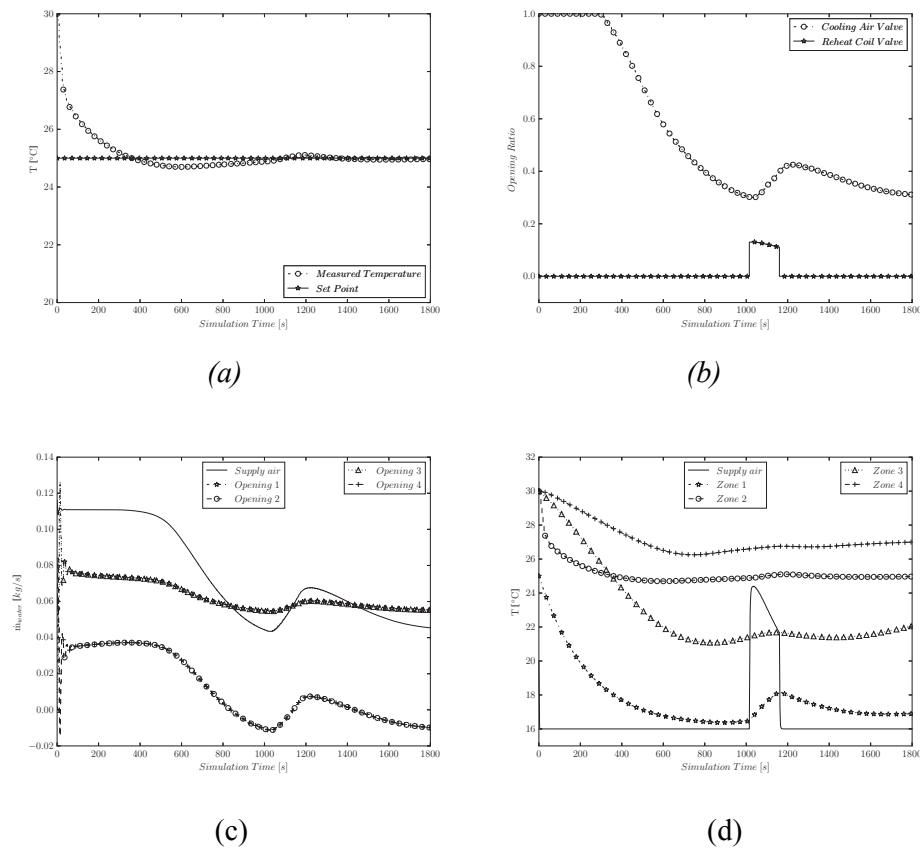 30
28
26
24
22
20
T [°C]
0 200 400 600 800 1000 1200 1400 1600 1800
Simulation Time [s]
Measured Temperature
Set Point
(a)
1.0
0.8
0.6
0.4
0.2
0.0
Opening Ratio
0 200 400 600 800 1000 1200 1400 1600 1800
Simulation Time [s]
Cooling Air Valve
Reheat Coil Valve
(b)
0.14
0.12
0.10
0.08
0.06
0.04
0.02
0.00
−0.02
ṁwater [kg/s]
0 200 400 600 800 1000 1200 1400 1600 1800
Simulation Time [s]
Supply air
Opening 1
Opening 2
Opening 3
Opening 4
(c)
32
30
28
26
24
22
20
18
16
T [°C]
0 200 400 600 800 1000 1200 1400 1600 1800
Simulation Time [s]
Supply air
Zone 1
Zone 2
Zone 3
Zone 4
(d)